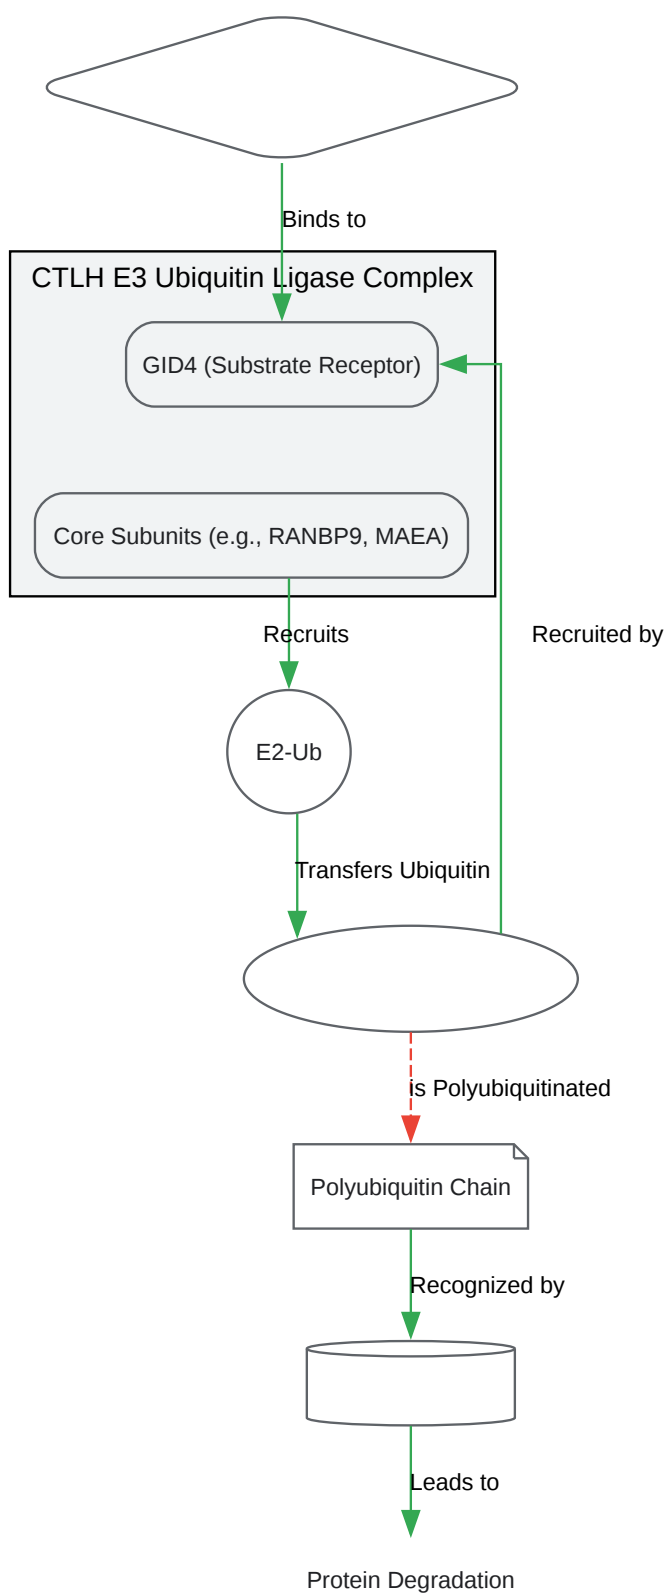 Binds to
CTLH E3 Ubiquitin Ligase Complex
GID4 (Substrate Receptor)
Core Subunits (e.g., RANBP9, MAEA)
Recruits
Recruited by
E2-Ub
Transfers Ubiquitin
is Polyubiquitinated
Polyubiquitin Chain
Recognized by
Leads to
Protein Degradation